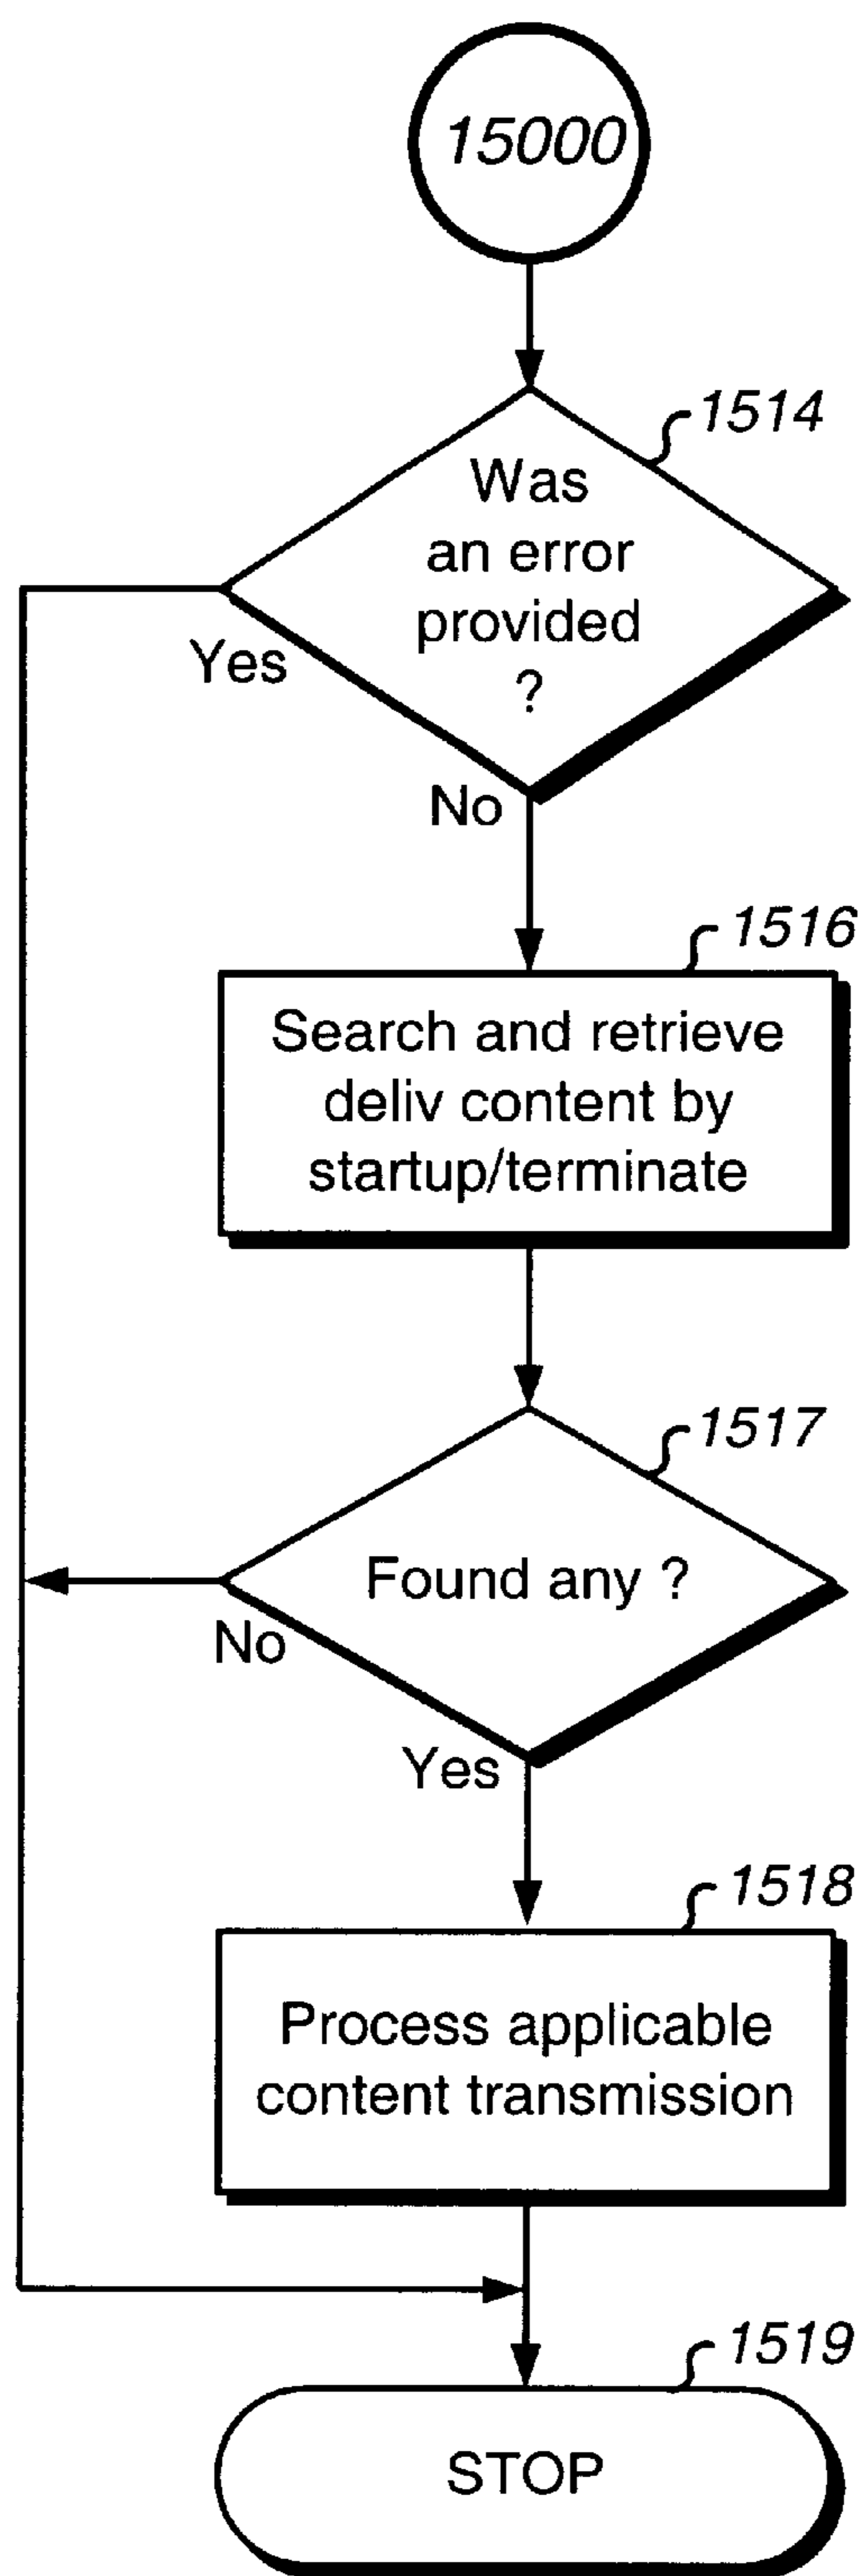 15000
1514
Was
an error
provided
?
Yes
No
1516
Search and retrieve
deliv content by
startup/terminate
1517
Found any ?
No
Yes
1518
Process applicable
content transmission
1519
STOP